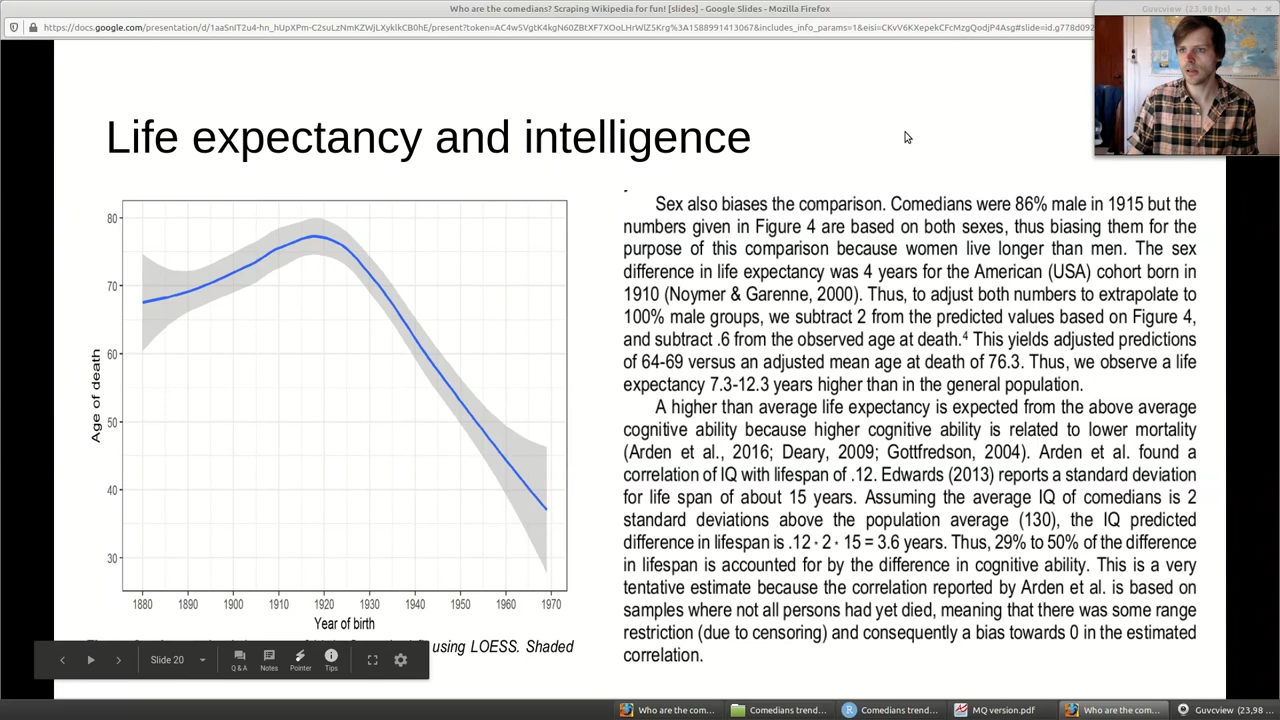 Who are the comedians? Scraping Wikipedia for fun! [slides] - Google Slides - Mozilla Firefox
Guvcview (23,98 fps)
Life expectancy and intelligence
80
70
60
50
40
30
Age of death
1880 1890 1900 1910 1920 1930 1940 1950 1960 1970
Year of birth
using LOESS. Shaded
Sex also biases the comparison. Comedians were 86% male in 1915 but the
numbers given in Figure 4 are based on both sexes, thus biasing them for the
purpose of this comparison because women live longer than men. The sex
difference in life expectancy was 4 years for the American (USA) cohort born in
1910 (Noymer & Garenne, 2000). Thus, to adjust both numbers to extrapolate to
100% male groups, we subtract 2 from the predicted values based on Figure 4,
and subtract .6 from the observed age at death.⁴ This yields adjusted predictions
of 64-69 versus an adjusted mean age at death of 76.3. Thus, we observe a life
expectancy 7.3-12.3 years higher than in the general population.
A higher than average life expectancy is expected from the above average
cognitive ability because higher cognitive ability is related to lower mortality
(Arden et al., 2016; Deary, 2009; Gottfredson, 2004). Arden et al. found a
correlation of IQ with lifespan of .12. Edwards (2013) reports a standard deviation
for life span of about 15 years. Assuming the average IQ of comedians is 2
standard deviations above the population average (130), the IQ predicted
difference in lifespan is .12 · 2 · 15 = 3.6 years. Thus, 29% to 50% of the difference
in lifespan is accounted for by the difference in cognitive ability. This is a very
tentative estimate because the correlation reported by Arden et al. is based on
samples where not all persons had yet died, meaning that there was some range
restriction (due to censoring) and consequently a bias towards 0 in the estimated
correlation.
Slide 20
Q & A Notes Pointer Tips
Who are the com... Comedians trend... Comedians trend... MQ version.pdf Who are the com... Guvcview (23,98 ...